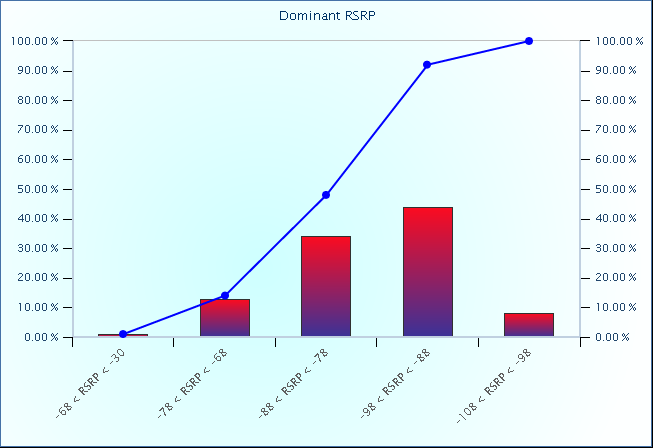 Dominant RSRP
100.00 % 100.00 %
90.00 % 90.00 %
80.00 % 80.00 %
70.00 % 70.00 %
60.00 % 60.00 %
50.00 % 50.00 %
40.00 % 40.00 %
30.00 % 30.00 %
20.00 % 20.00 %
10.00 % 10.00 %
0.00 % 0.00 %
-68 < RSRP < -30
-78 < RSRP < -68
-88 < RSRP < -78
-98 < RSRP < -88
-108 < RSRP < -98